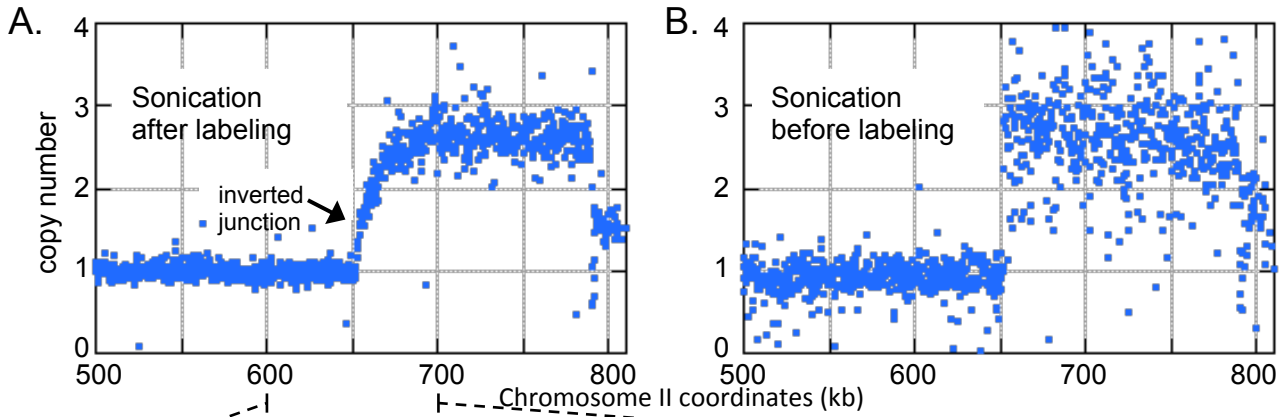 A.
4
3
2
1
0
copy number
Sonication
after labeling
inverted
junction
500
600
700
800
B.
4
3
2
1
0
Sonication
before labeling
500
600
700
800
Chromosome II coordinates (kb)